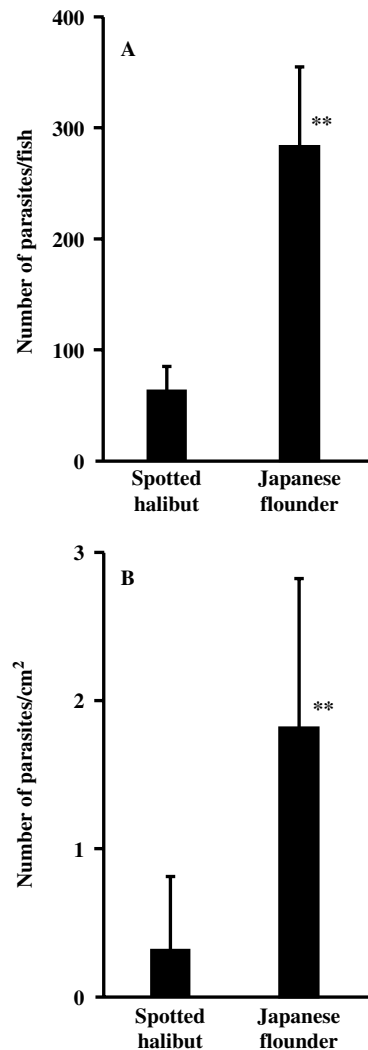 400
A
**
300
Number of parasites/fish
200
100
0
Spotted
halibut
Japanese
flounder
3
B
2
**
Number of parasites/cm²
1
0
Spotted
halibut
Japanese
flounder